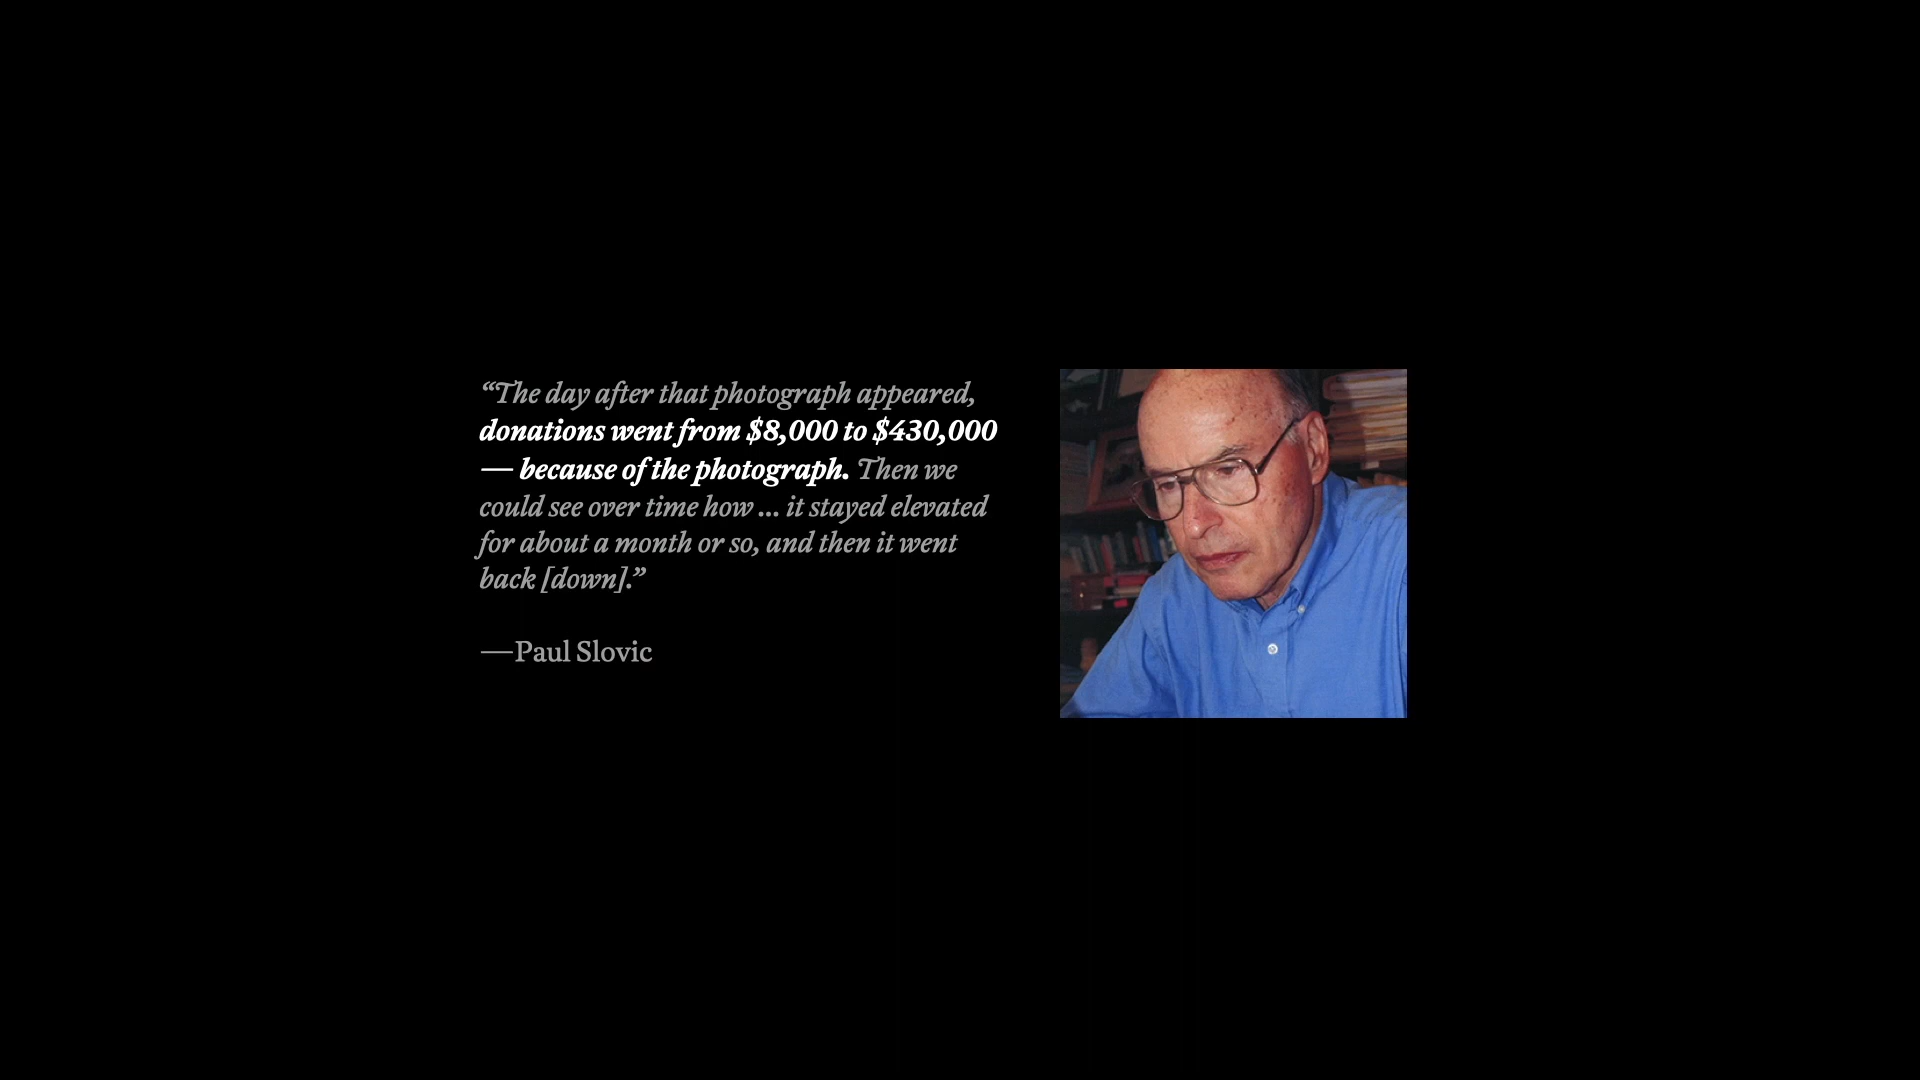 “The day after that photograph appeared,
donations went from $8,000 to $430,000
— because of the photograph. Then we
could see over time how ... it stayed elevated
for about a month or so, and then it went
back [down].”
—Paul Slovic